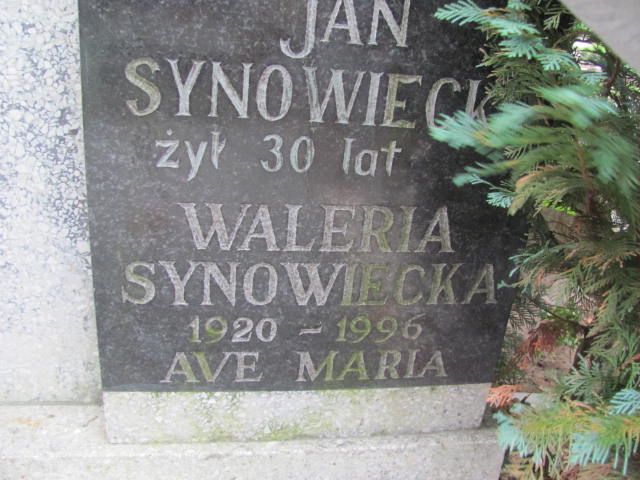 JAN
SYNOWIECK
żył 30 lat
WALERIA
SYNOWIECKA
1920 - 1996
AVE MARIA